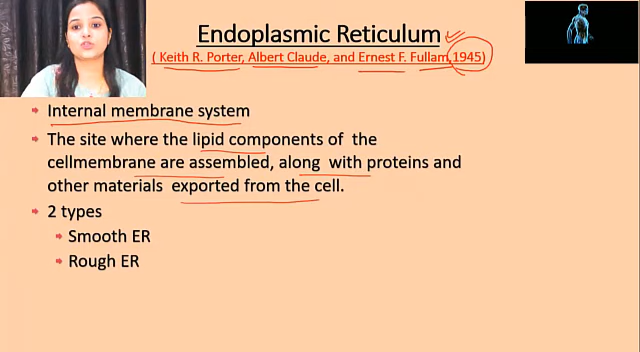 Endoplasmic Reticulum
( Keith R. Porter, Albert Claude, and Ernest F. Fullam,1945)
Internal membrane system
The site where the lipid components of the
cellmembrane are assembled, along with proteins and
other materials exported from the cell.
2 types
Smooth ER
Rough ER